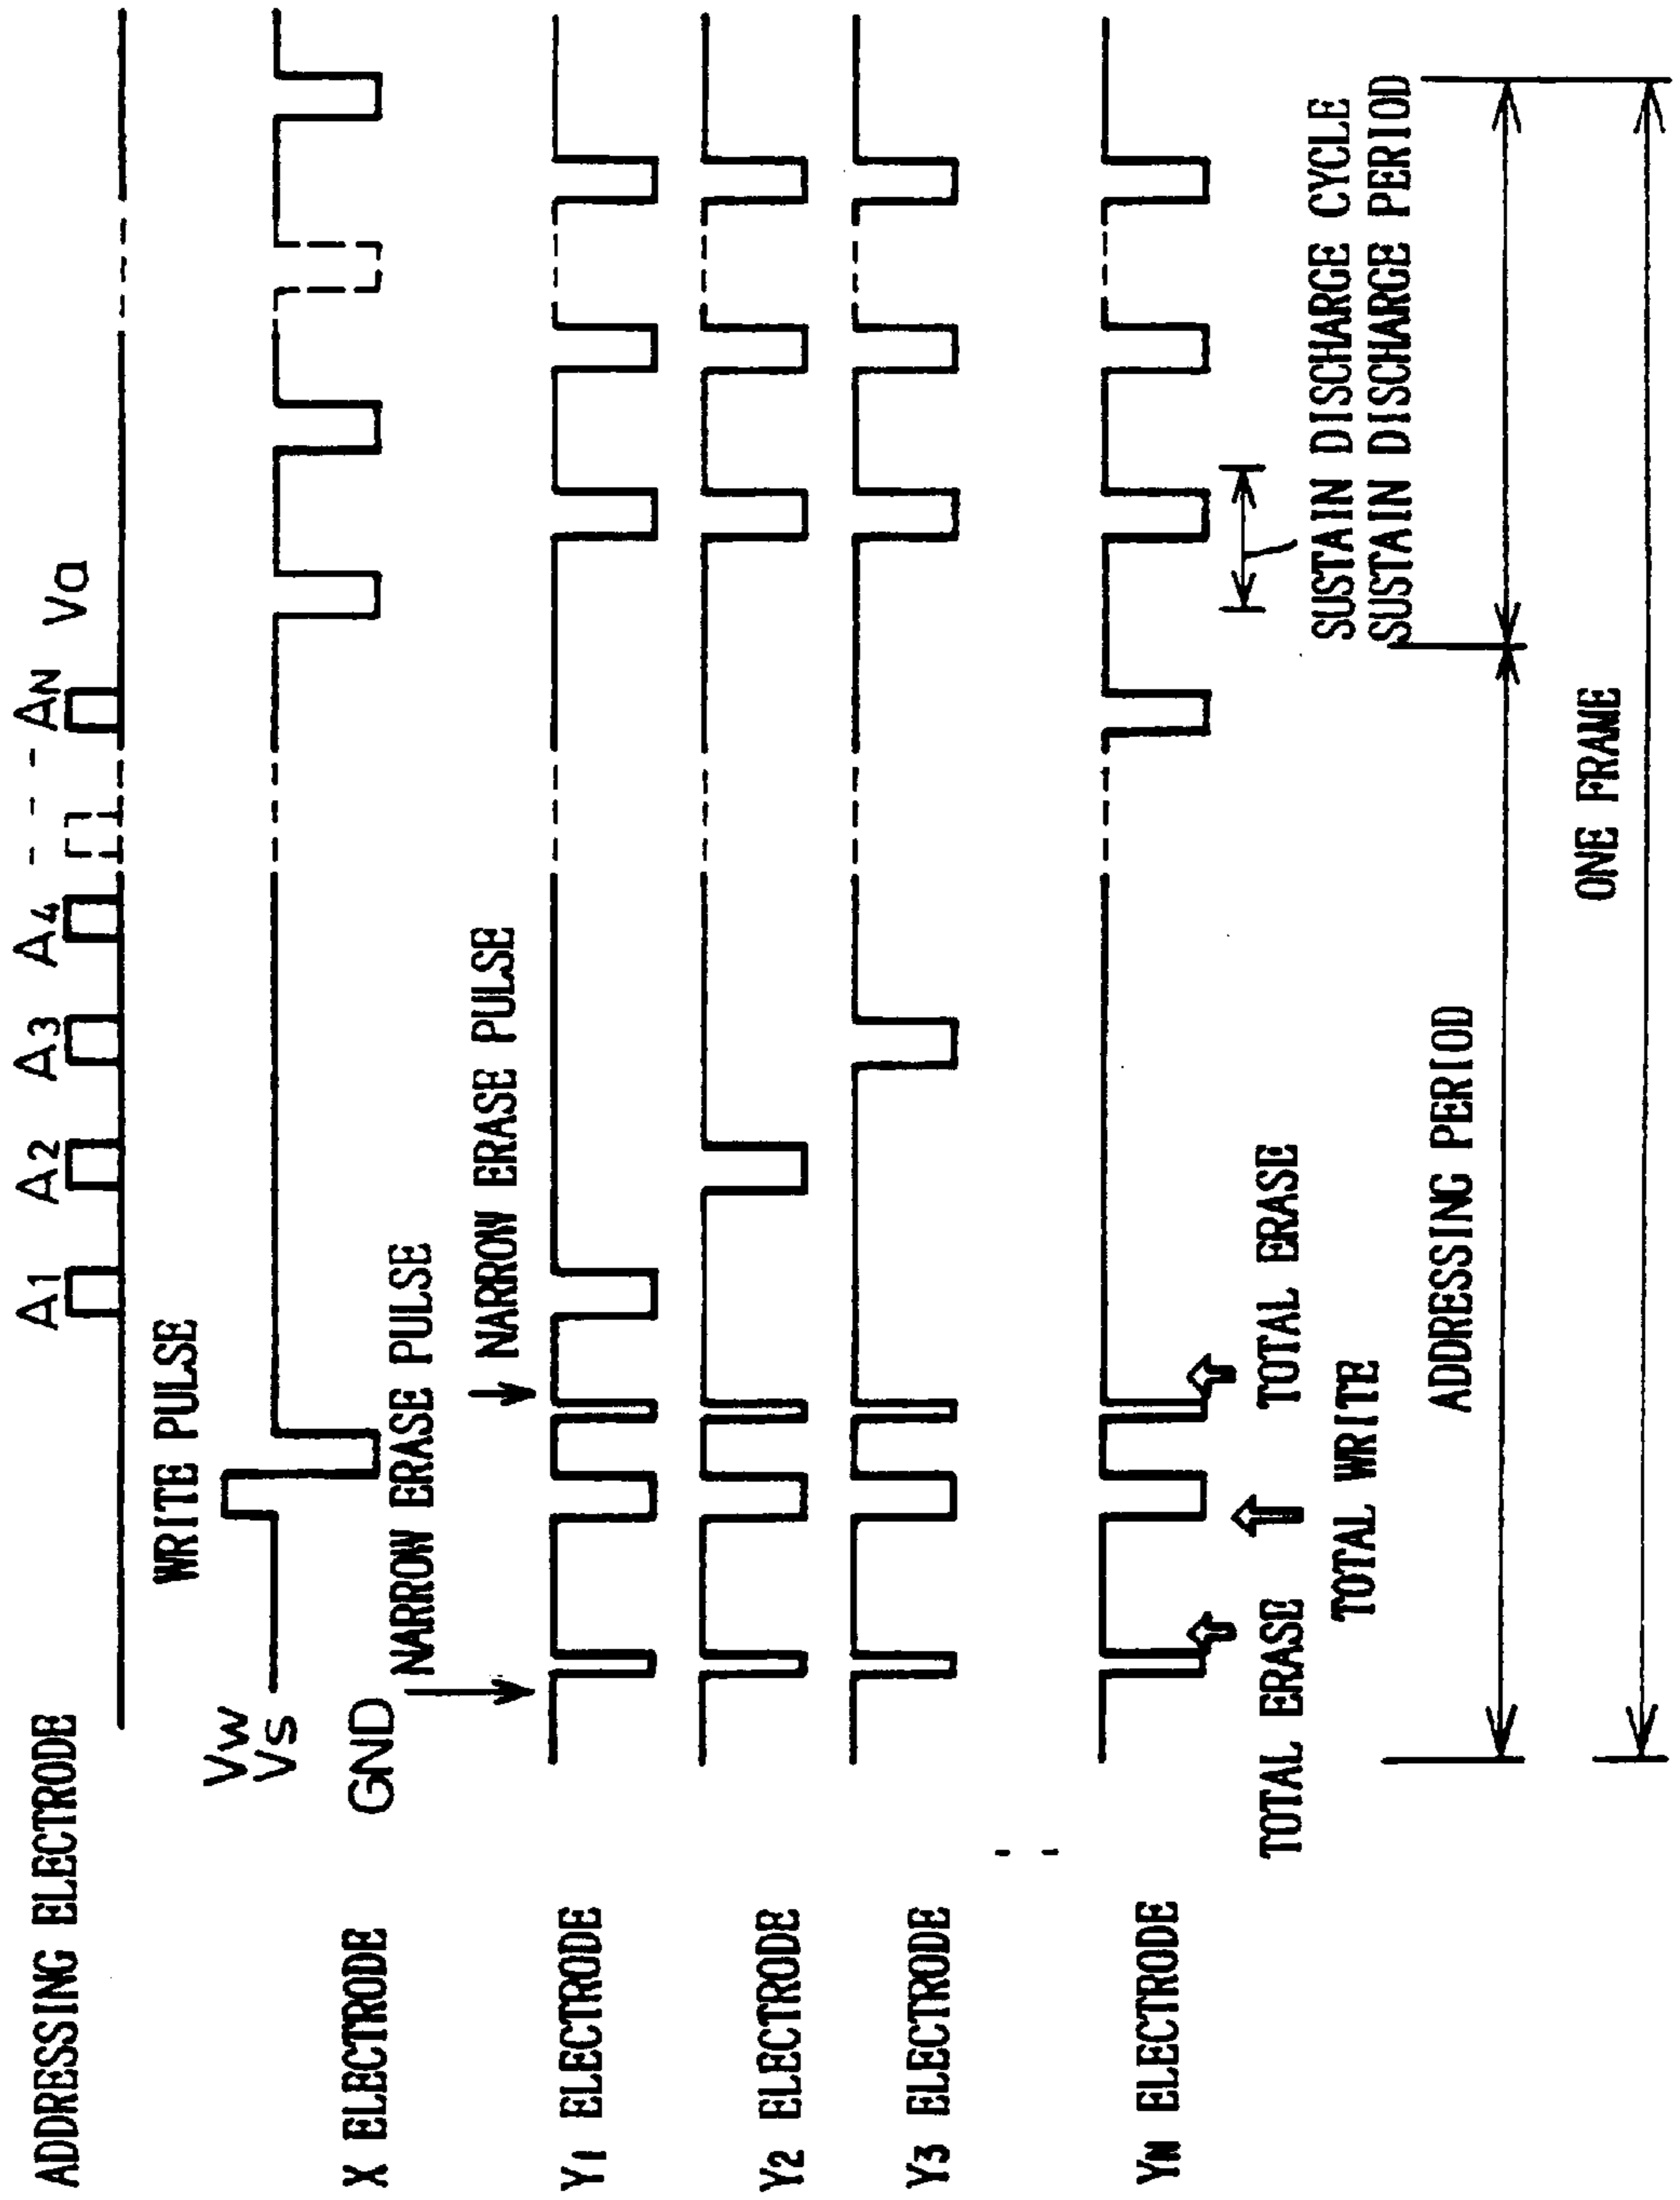 ADDRESSING ELECTRODE
A1 A2 A3 A4 AN Va
WRITE PULSE
Vw
Vs
X ELECTRODE
GND
NARROW ERASE PULSE
NARROW ERASE PULSE
Y1 ELECTRODE
Y2 ELECTRODE
Y3 ELECTRODE
YN ELECTRODE
TOTAL ERASE
TOTAL ERASE
TOTAL WRITE
SUSTAIN DISCHARGE CYCLE
SUSTAIN DISCHARGE PERIOD
ADDRESSING PERIOD
ONE FRAME